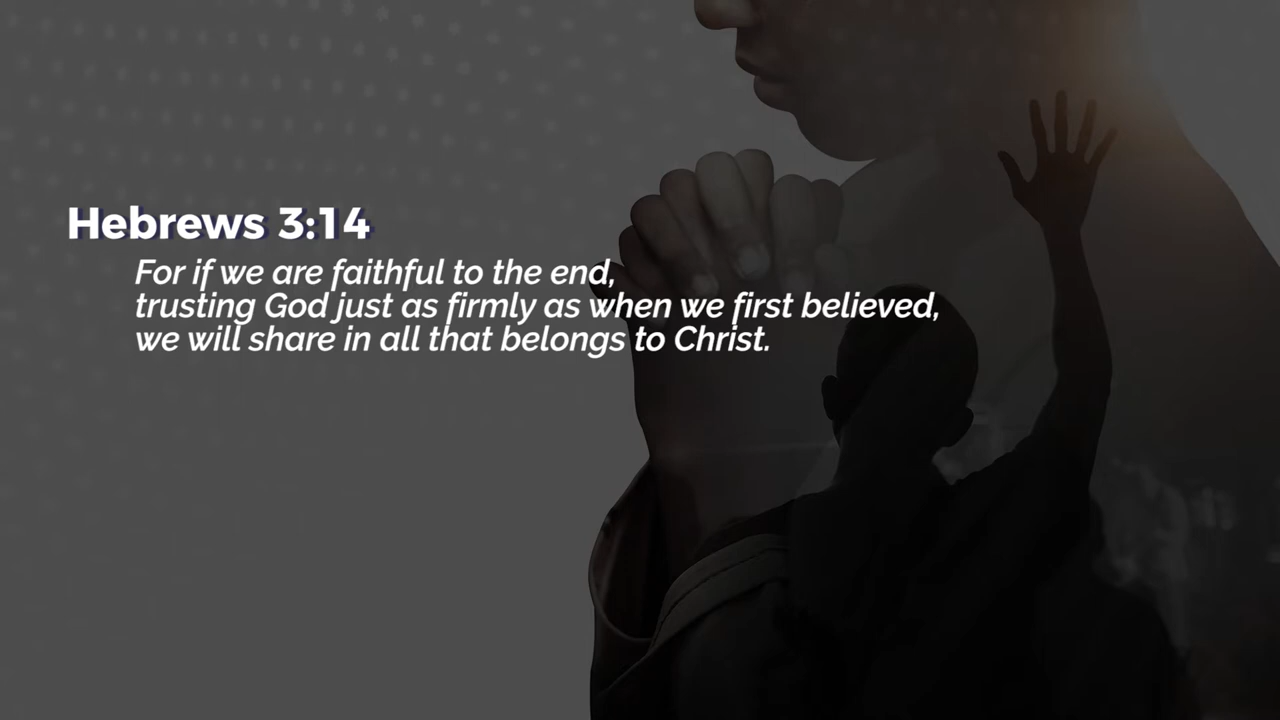 Hebrews 3:14
For if we are faithful to the end,
trusting God just as firmly as when we first believed,
we will share in all that belongs to Christ.